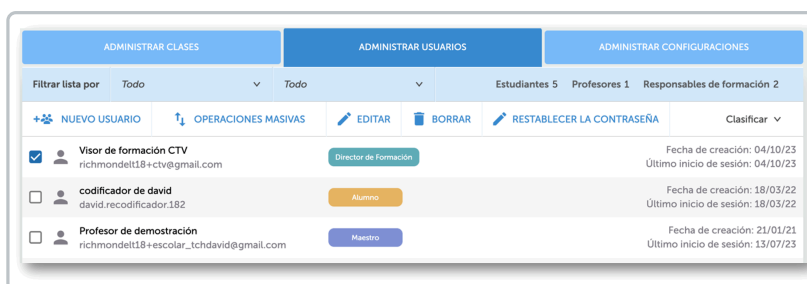 ADMINISTRAR CLASES ADMINISTRAR USUARIOS ADMINISTRAR CONFIGURACIONES
Filtrar lista por Todo Todo Estudiantes 5 Profesores 1 Responsables de formación 2
NUEVO USUARIO OPERACIONES MASIVAS EDITAR BORRAR RESTABLECER LA CONTRASEÑA Clasificar
Visor de formación CTV Fecha de creación: 04/10/23
richmondelt18+ctv@gmail.com Director de Formación Último inicio de sesión: 04/10/23
codificador de david Fecha de creación: 18/03/22
david.recodificador.182 Alumno Último inicio de sesión: 18/03/22
Profesor de demostración Fecha de creación: 21/01/21
richmondelt18+escolar_tchdavid@gmail.com Maestro Último inicio de sesión: 13/07/23